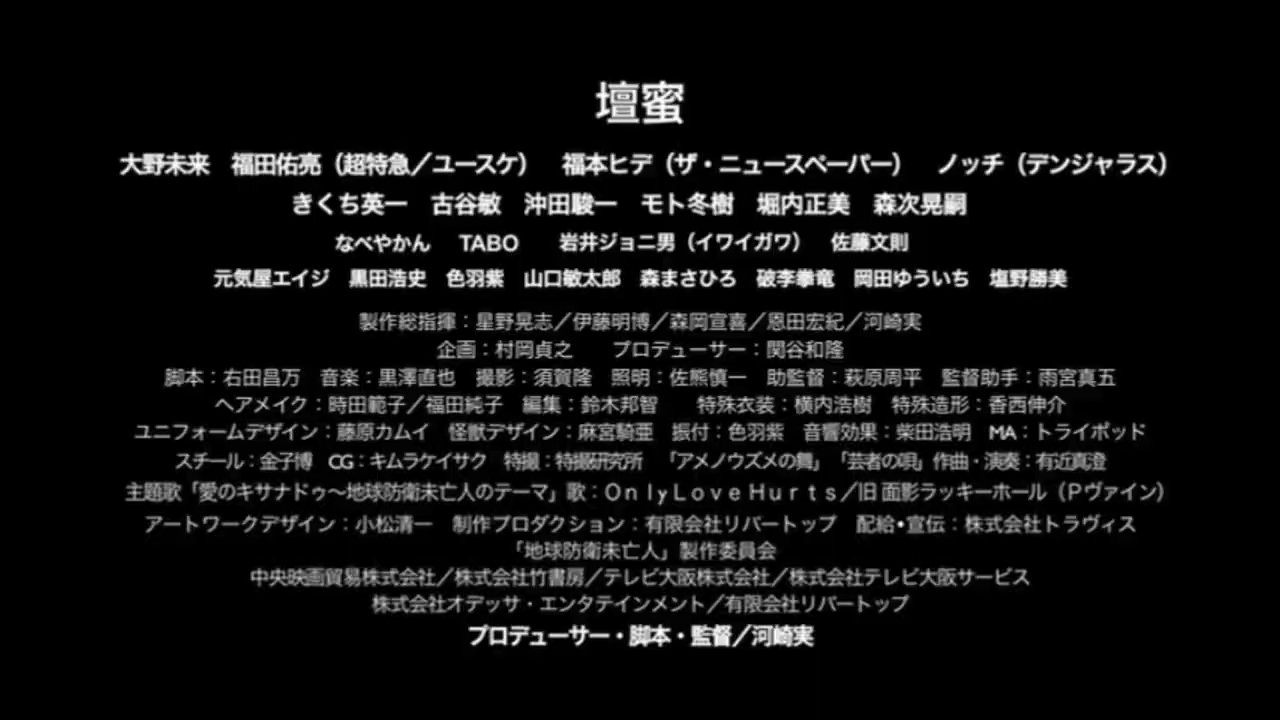 壇蜜
大野未来　福田佑亮（超特急／ユースケ）　福本ヒデ（ザ・ニュースペーパー）　ノッチ（デンジャラス）
きくち英一　古谷敏　沖田駿一　モト冬樹　堀内正美　森次晃嗣
なべやかん　TABO　岩井ジョニ男（イワイガワ）　佐藤文則
元気屋エイジ　黒田浩史　色羽紫　山口敏太郎　森まさひろ　破李拳竜　岡田ゆういち　塩野勝美
製作総指揮：星野晃志／伊藤明博／森岡宣喜／恩田宏紀／河崎実
企画：村岡貞之　プロデューサー：関谷和隆
脚本：右田昌万　音楽：黒澤直也　撮影：須賀隆　照明：佐熊慎一　助監督：萩原周平　監督助手：雨宮真五
ヘアメイク：時田範子／福田純子　編集：鈴木邦智　特殊衣装：横内浩樹　特殊造形：香西伸介
ユニフォームデザイン：藤原カムイ　怪獣デザイン：麻宮騎亜　振付：色羽紫　音響効果：柴田浩明　MA：トライポッド
スチール：金子博　CG：キムラケイサク　特撮：特撮研究所　「アメノウズメの舞」「芸者の唄」作曲・演奏：有近真澄
主題歌「愛のキサナドゥ〜地球防衛未亡人のテーマ」歌：Ｏｎ ｌｙＬｏｖｅＨｕｒｔｓ／旧 面影ラッキーホール（Ｐヴァイン）
アートワークデザイン：小松清一　制作プロダクション：有限会社リバートップ　配給•宣伝：株式会社トラヴィス
「地球防衛未亡人」製作委員会
中央映画貿易株式会社／株式会社竹書房／テレビ大阪株式会社／株式会社テレビ大阪サービス
株式会社オデッサ・エンタテインメント／有限会社リバートップ
プロデューサー・脚本・監督／河崎実